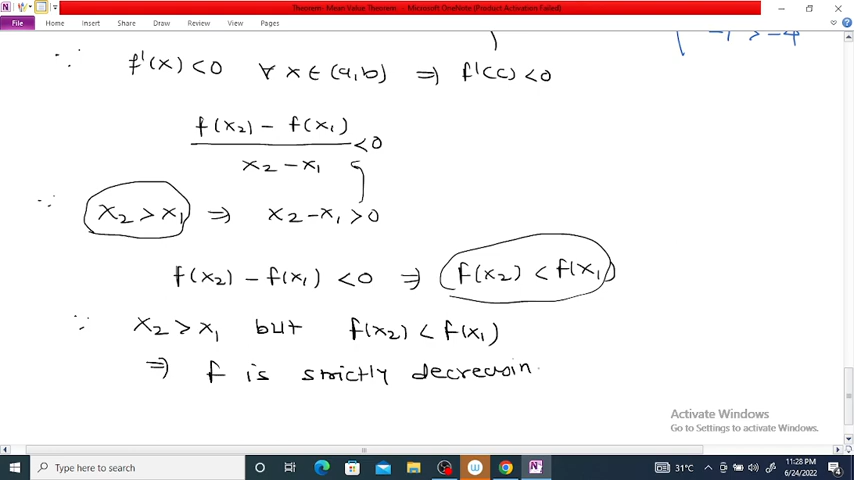 Theorem- Mean Value Theorem - Microsoft OneNote (Product Activation Failed)
File Home Insert Share Draw Review View Pages
-1 > -4
∵ f'(x) < 0 ∀ x ∈ (a,b) ⇒ f'(c) < 0
f(x₂) - f(x₁)
x₂ - x₁ < 0
∵ x₂ > x₁ ⇒ x₂ - x₁ > 0
f(x₂) - f(x₁) < 0 ⇒ f(x₂) < f(x₁)
∵ x₂ > x₁ but f(x₂) < f(x₁)
⇒ f is strictly decreasin
Activate Windows
Go to Settings to activate Windows.
Type here to search
31°C
11:28 PM
6/24/2022
4